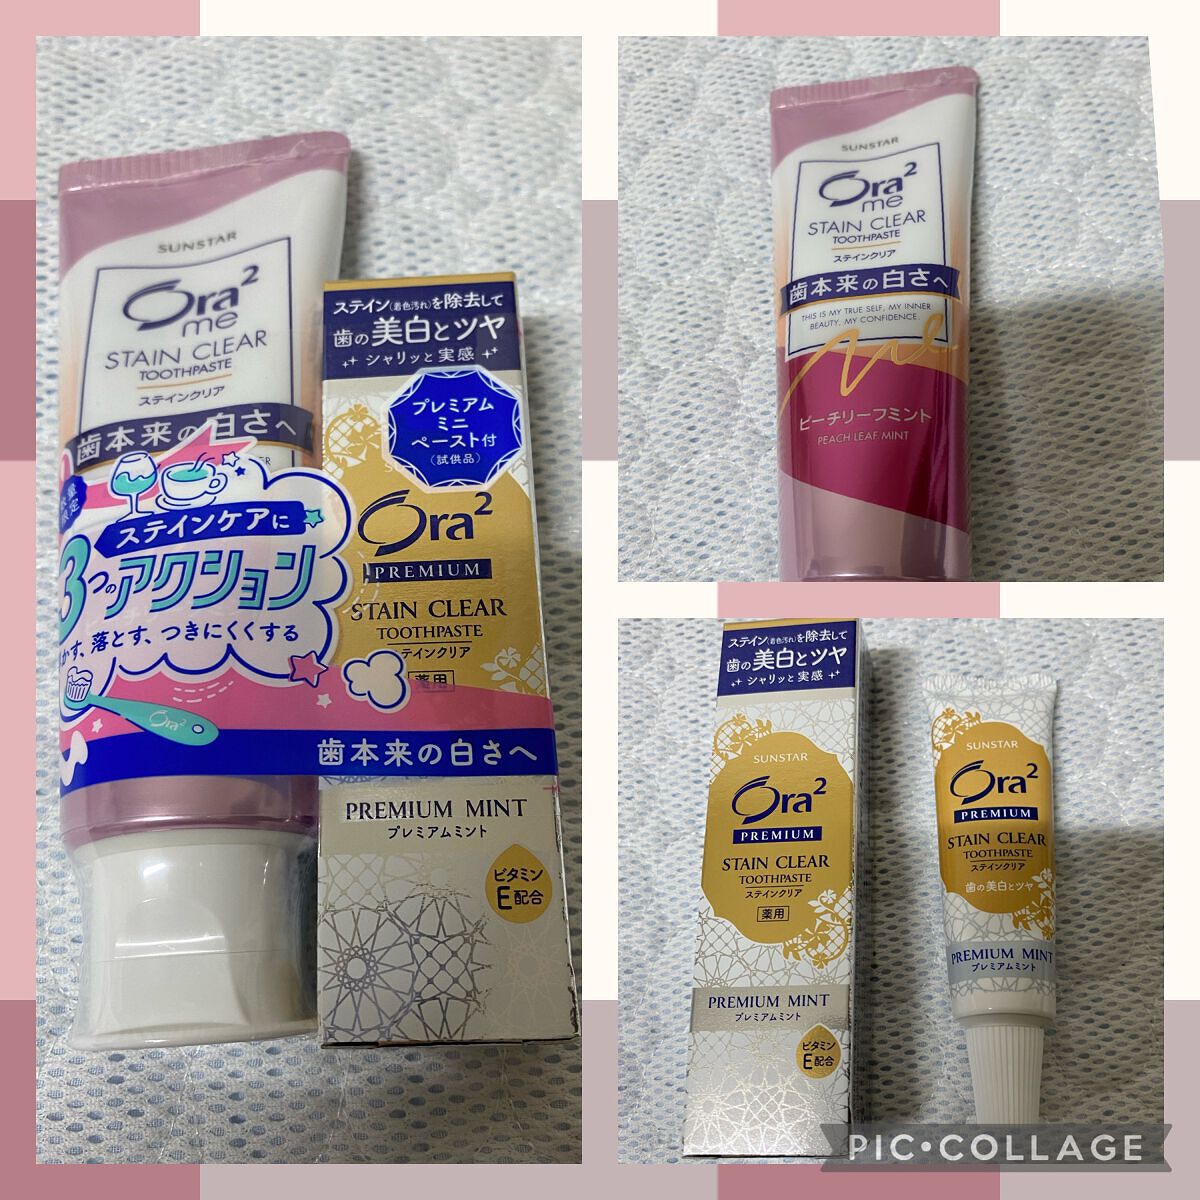 SUNSTAR
Ora²
me
STAIN CLEAR
TOOTHPASTE
ステインクリア
歯本来の白さへ
ステインケアに
3つのアクション
かす、落とす、つきにくくする
Ora²
歯本来の白さへ
ステイン(着色汚れ)を除去して
歯の美白とツヤ
シャリッと実感
プレミアム
ミニ
ペースト付
(試供品)
Ora²
PREMIUM
STAIN CLEAR
TOOTHPASTE
ステインクリア
薬用
PREMIUM MINT
プレミアムミント
ビタミン
E配合
SUNSTAR
Ora²
me
STAIN CLEAR
TOOTHPASTE
ステインクリア
歯本来の白さへ
THIS IS MY TRUE SELF, MY INNER
BEAUTY, MY CONFIDENCE.
me
ピーチリーフミント
PEACH LEAF MINT
ステイン(着色汚れ)を除去して
歯の美白とツヤ
シャリッと実感
SUNSTAR
Ora²
PREMIUM
STAIN CLEAR
TOOTHPASTE
ステインクリア
薬用
PREMIUM MINT
プレミアムミント
ビタミン
E配合
SUNSTAR
Ora²
PREMIUM
STAIN CLEAR
TOOTHPASTE
ステインクリア
歯の美白とツヤ
PREMIUM MINT
プレミアムミント
PIC•COLLAGE